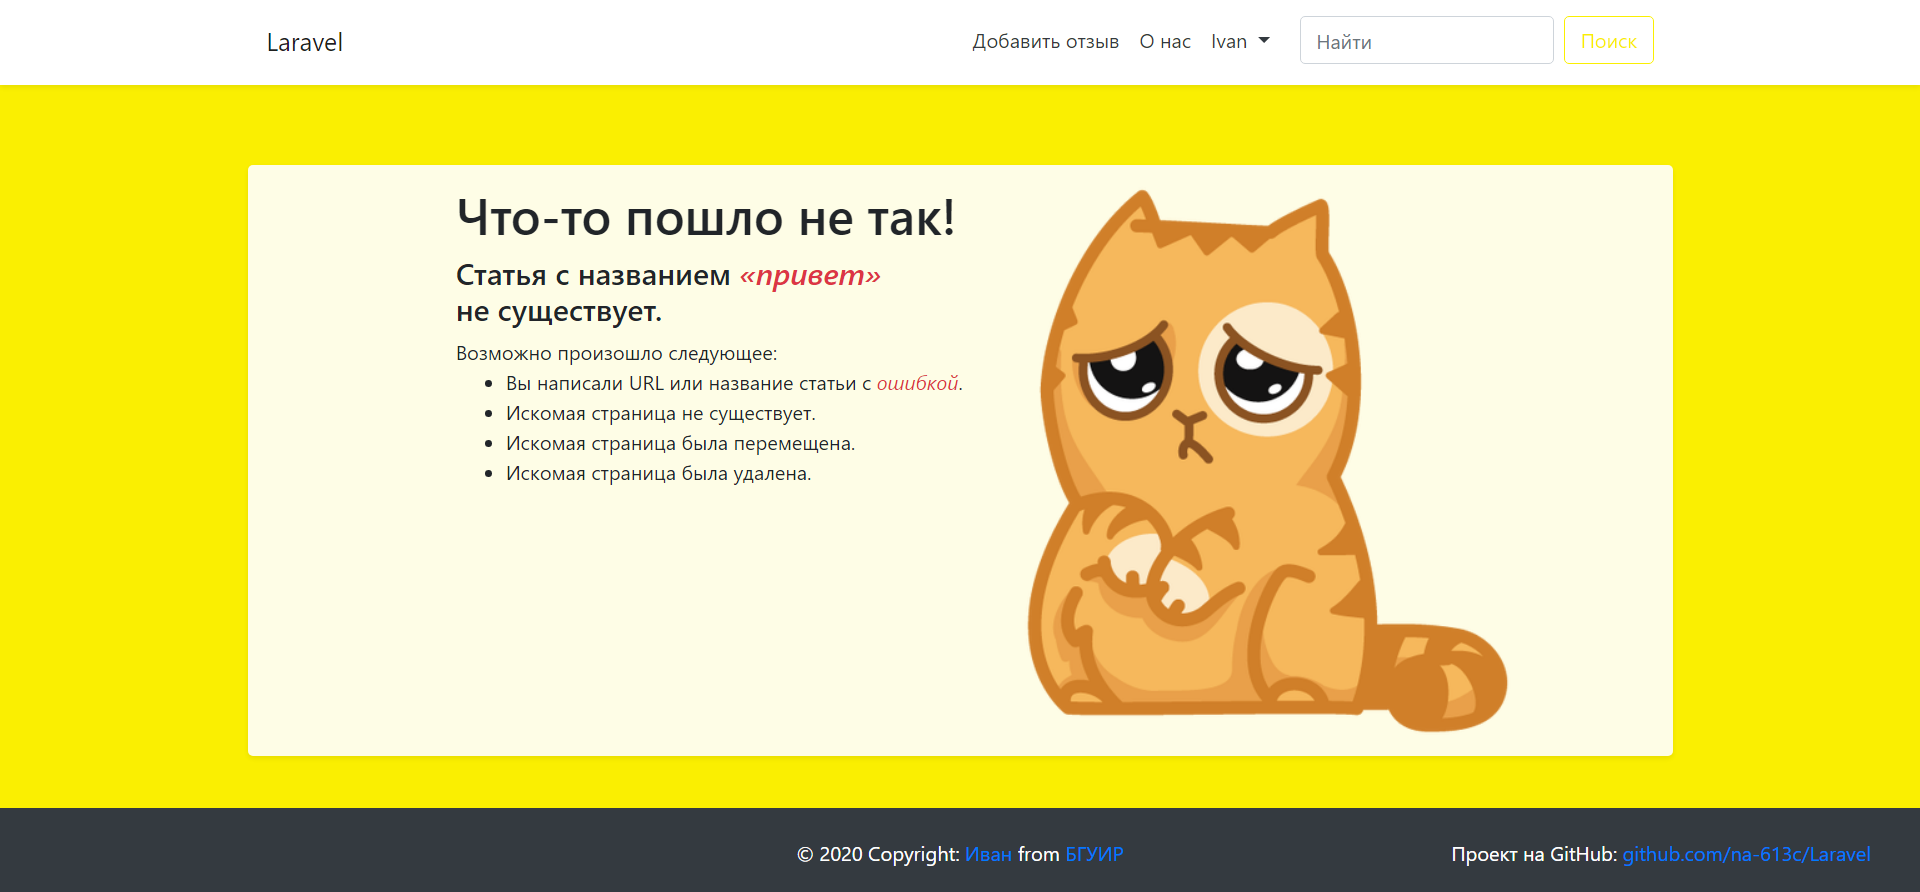 Laravel
Добавить отзыв
О нас
Ivan
Найти
Поиск
Что-то пошло не так!
Статья с названием «привет»
не существует.
Возможно произошло следующее:
Вы написали URL или название статьи с ошибкой.
Искомая страница не существует.
Искомая страница была перемещена.
Искомая страница была удалена.
© 2020 Copyright: Иван from БГУИР
Проект на GitHub: github.com/na-613c/Laravel